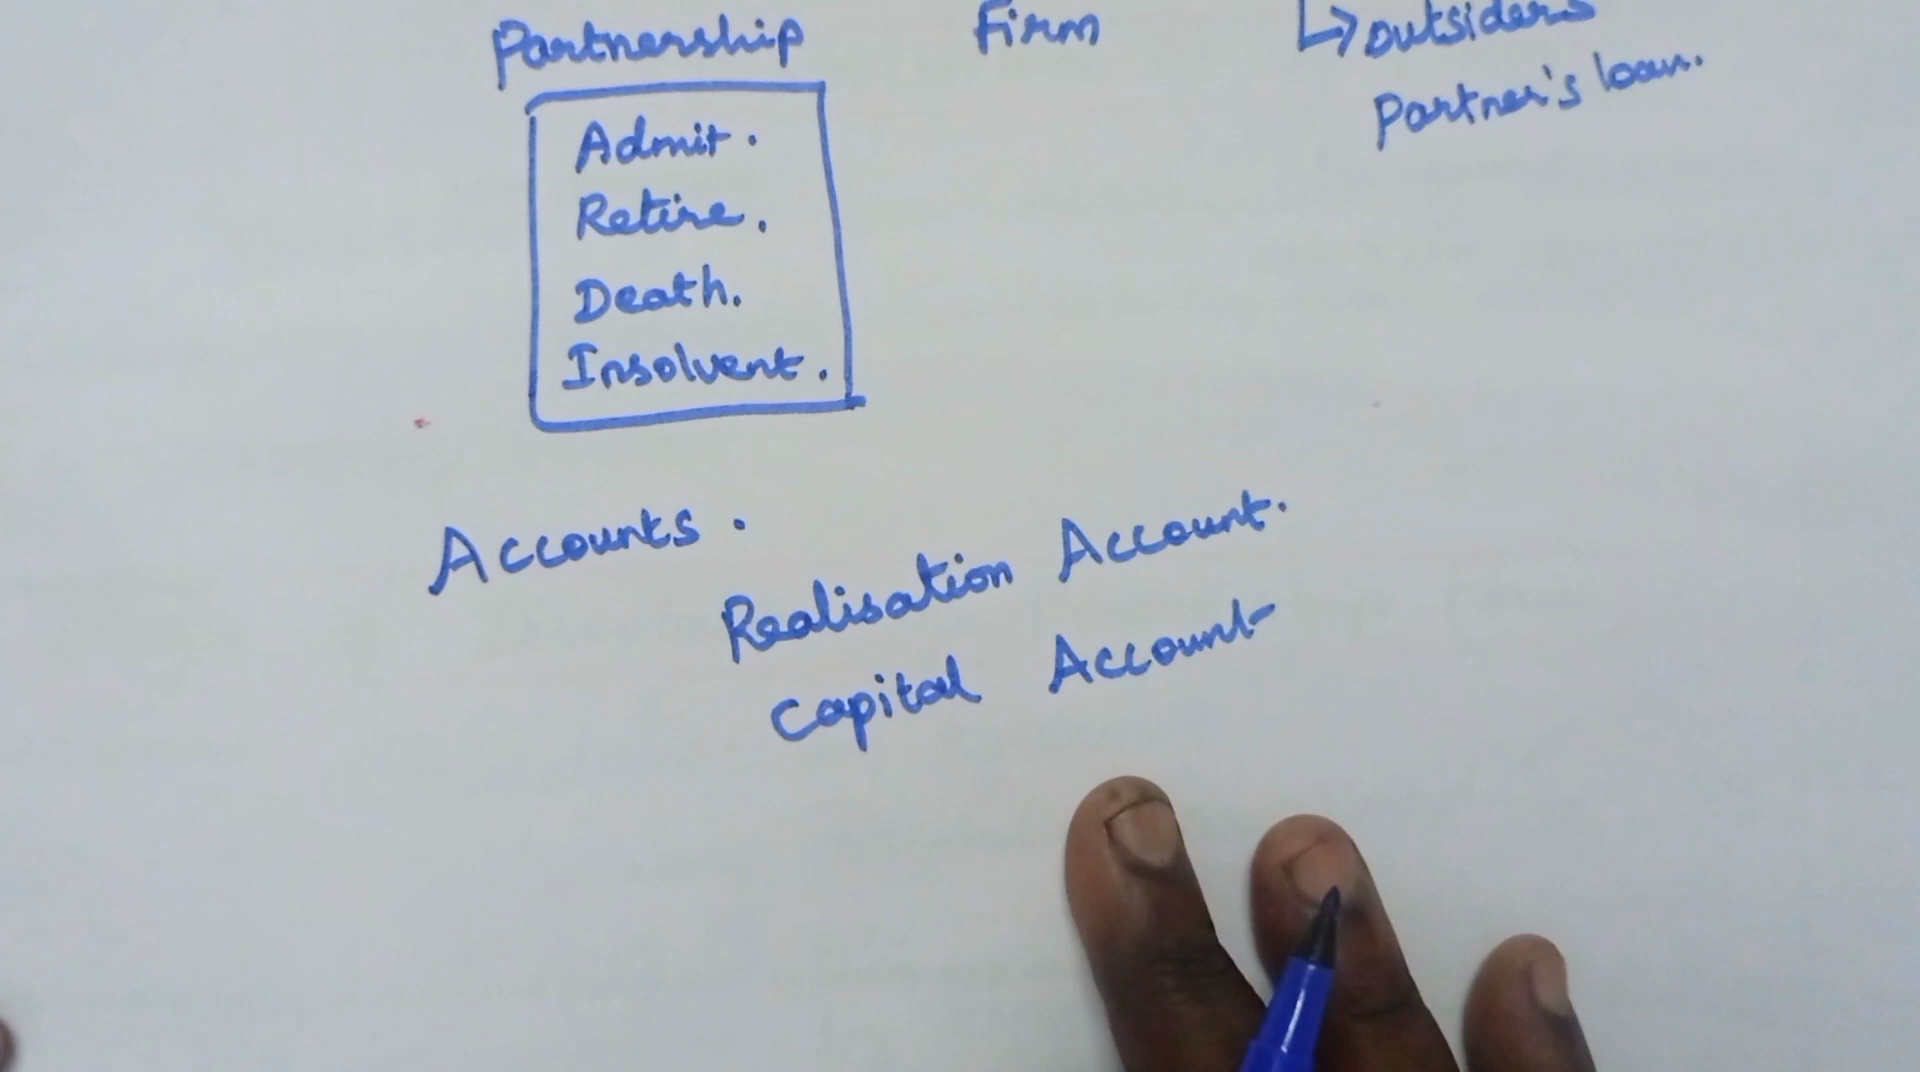 Partnership Firm
↳ outsiders
Partner's loan.
Admit.
Retire.
Death.
Insolvent.
Accounts.
Realisation Account.
Capital Account